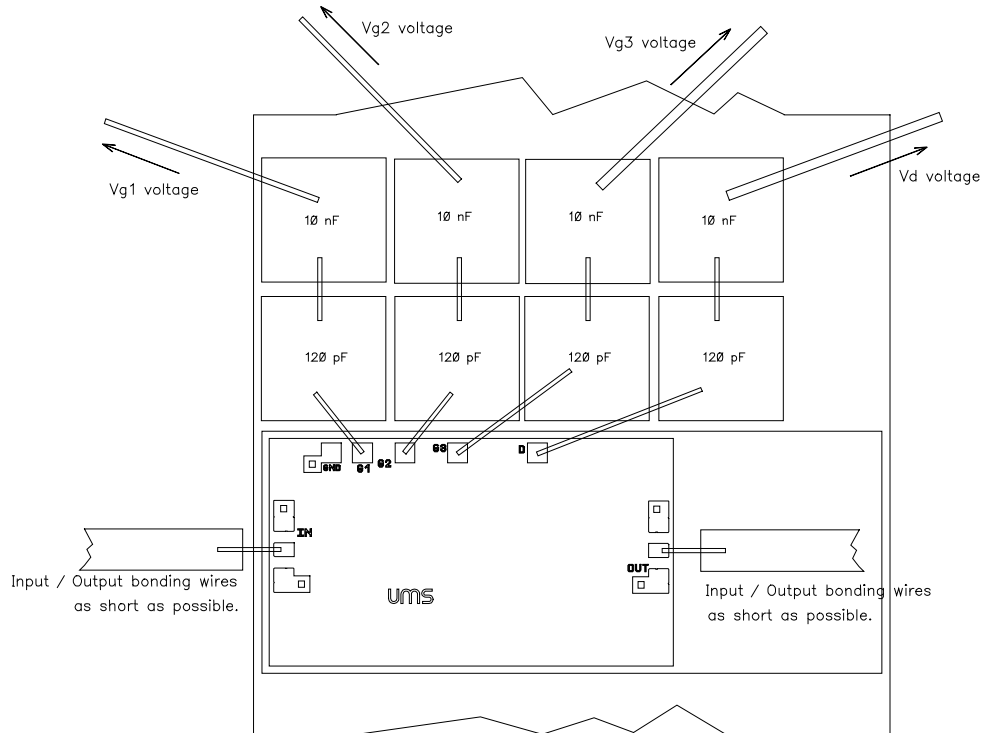 Vg2 voltage
Vg3 voltage
Vg1 voltage
Vd voltage
10 nF
10 nF
10 nF
10 nF
120 pF
120 pF
120 pF
120 pF
GND
G1
G2
G3
D
IN
OUT
Input / Output bonding wires
as short as possible.
ums
Input / Output bonding wires
as short as possible.